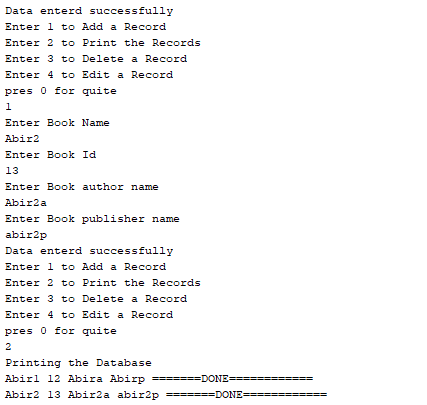 Data enterd successfully
Enter 1 to Add a Record
Enter 2 to Print the Records
Enter 3 to Delete a Record
Enter 4 to Edit a Record
pres 0 for quite
1
Enter Book Name
Abir2
Enter Book Id
13
Enter Book author name
Abir2a
Enter Book publisher name
abir2p
Data enterd successfully
Enter 1 to Add a Record
Enter 2 to Print the Records
Enter 3 to Delete a Record
Enter 4 to Edit a Record
pres 0 for quite
2
Printing the Database
Abir1 12 Abira Abirp =======DONE============
Abir2 13 Abir2a abir2p =======DONE============